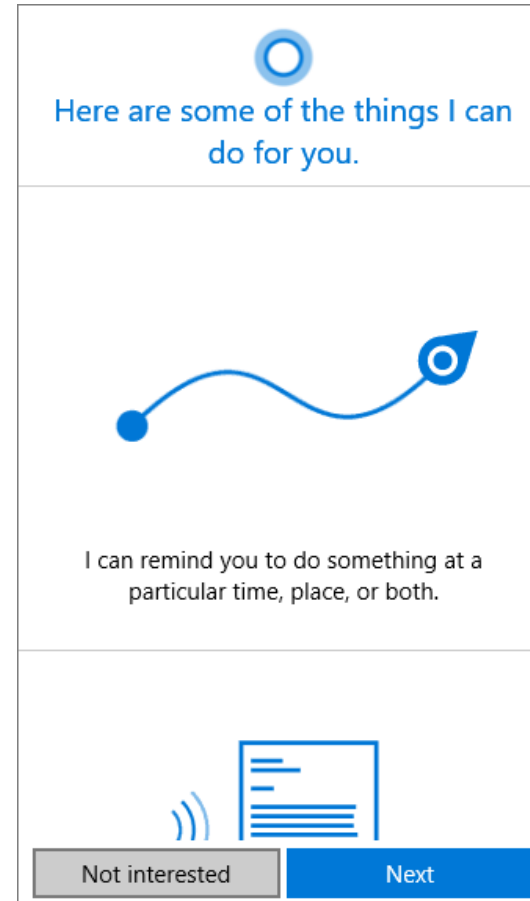 Here are some of the things I can
do for you.
I can remind you to do something at a
particular time, place, or both.
Not interested
Next